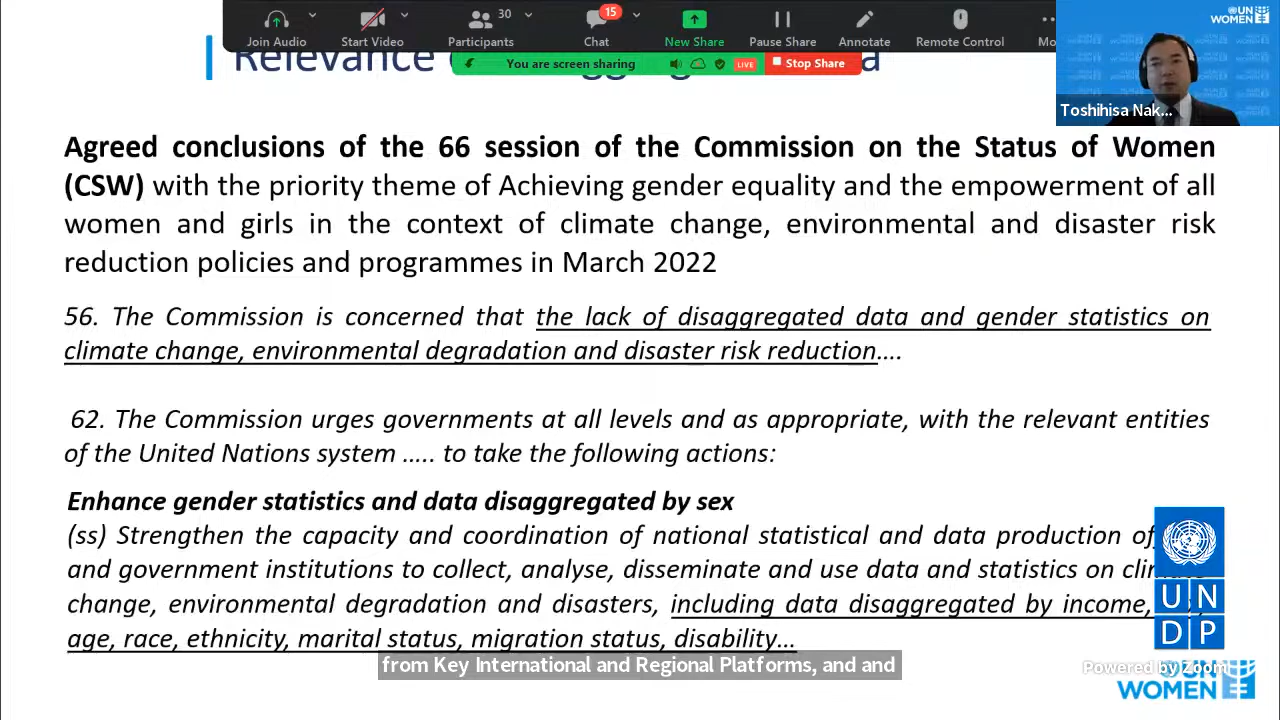 Join Audio
Start Video
30
Participants
15
Chat
New Share
Pause Share
Annotate
Remote Control
UN
WOMEN
Relevance
You are screen sharing
LIVE
Stop Share
Toshihisa Nak...
Agreed conclusions of the 66 session of the Commission on the Status of Women
(CSW) with the priority theme of Achieving gender equality and the empowerment of all
women and girls in the context of climate change, environmental and disaster risk
reduction policies and programmes in March 2022
56. The Commission is concerned that the lack of disaggregated data and gender statistics on
climate change, environmental degradation and disaster risk reduction....
62. The Commission urges governments at all levels and as appropriate, with the relevant entities
of the United Nations system ..... to take the following actions:
Enhance gender statistics and data disaggregated by sex
(ss) Strengthen the capacity and coordination of national statistical and data production
and government institutions to collect, analyse, disseminate and use data and statistics on
change, environmental degradation and disasters, including data disaggregated by income,
age, race, ethnicity, marital status, migration status, disability...
UN
DP
from Key International and Regional Platforms, and and
Powered by Zoom
UN
WOMEN